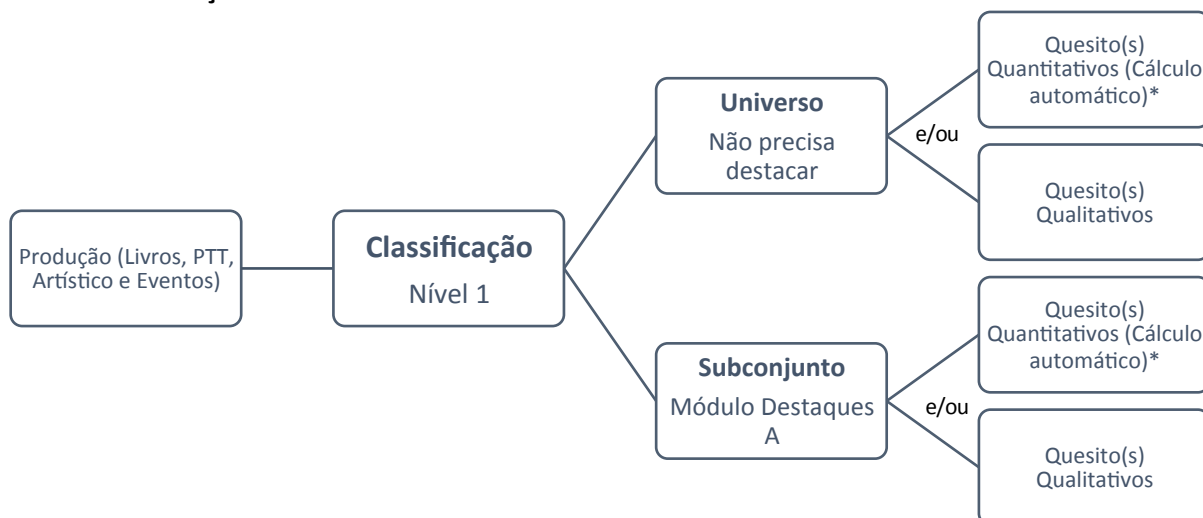 Produção (Livros, PTT,
Artístico e Eventos)
Classificação
Nível 1
Universo
Não precisa
destacar
e/ou
Quesito(s)
Quantitativos (Cálculo
automático)*
Quesito(s)
Qualitativos
Subconjunto
Módulo Destaques
A
e/ou
Quesito(s)
Quantitativos (Cálculo
automático)*
Quesito(s)
Qualitativos